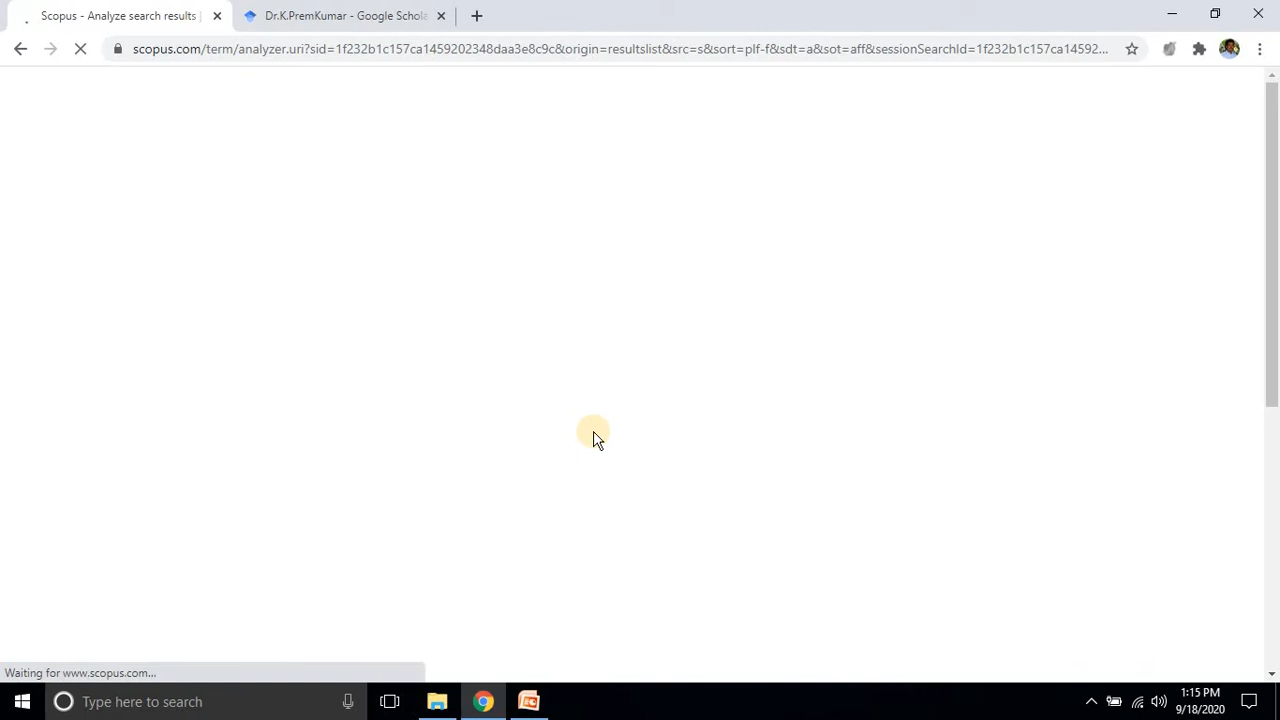 Scopus - Analyze search results |
Dr.K.PremKumar - Google Schola
scopus.com/term/analyzer.uri?sid=1f232b1c157ca1459202348daa3e8c9c&origin=resultslist&src=s&sort=plf-f&sdt=a&sot=aff&sessionSearchId=1f232b1c157ca14592...
Waiting for www.scopus.com...
Type here to search
1:15 PM
9/18/2020